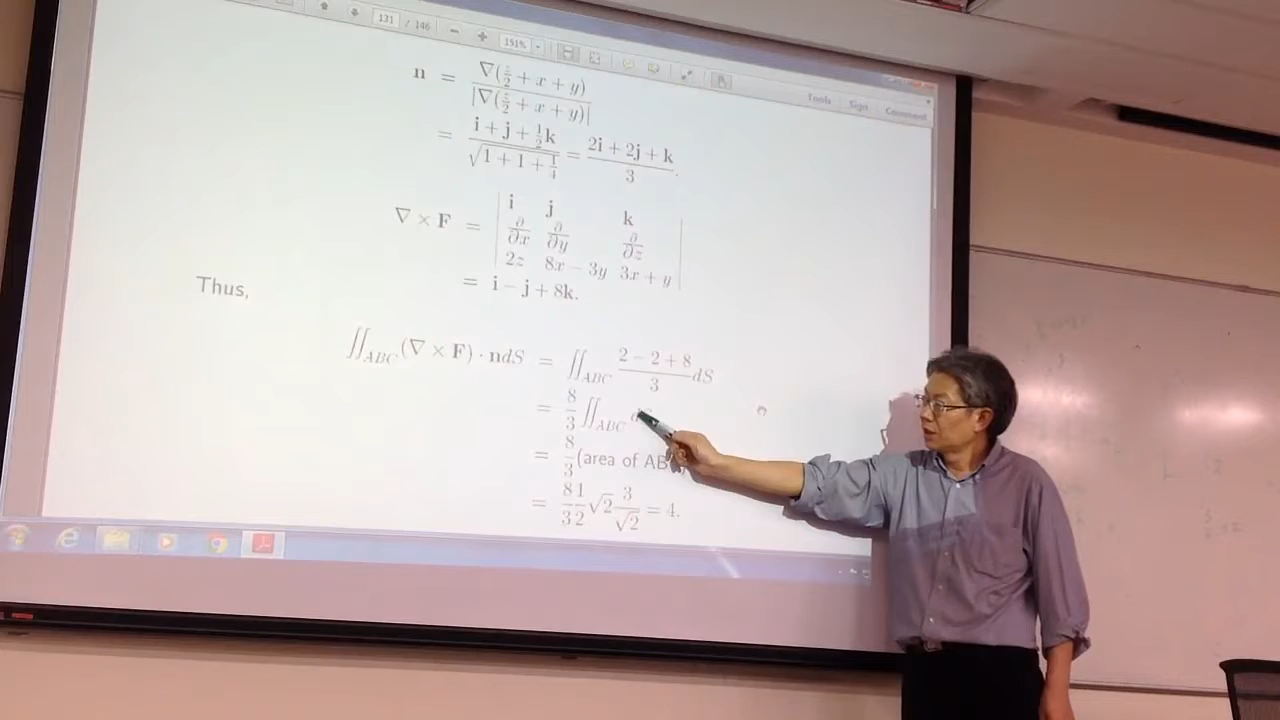 131 / 146
151%
Tools Sign Comment
n = ∇(z/2 + x + y) / |∇(z/2 + x + y)|
= i + j + ½k / √1 + 1 + ¼ = 2i + 2j + k / 3.
∇ × F = | i j k
∂/∂x ∂/∂y ∂/∂z
2z 8x − 3y 3x + y |
= i − j + 8k.
Thus,
∬ABC (∇ × F) · ndS = ∬ABC 2 − 2 + 8 / 3 dS
= 8/3 ∬ABC
= 8/3 (area of
= 8/3 1/2 √2 3/√2 = 4.